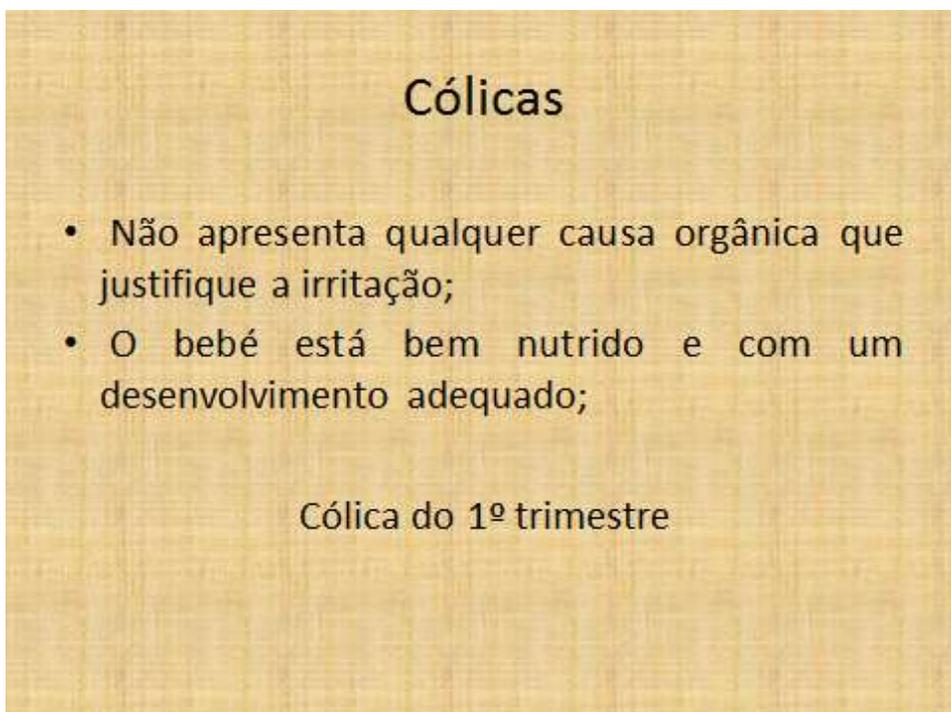 Cólicas
• Não apresenta qualquer causa orgânica que
justifique a irritação;
• O bebé está bem nutrido e com um
desenvolvimento adequado;
Cólica do 1º trimestre